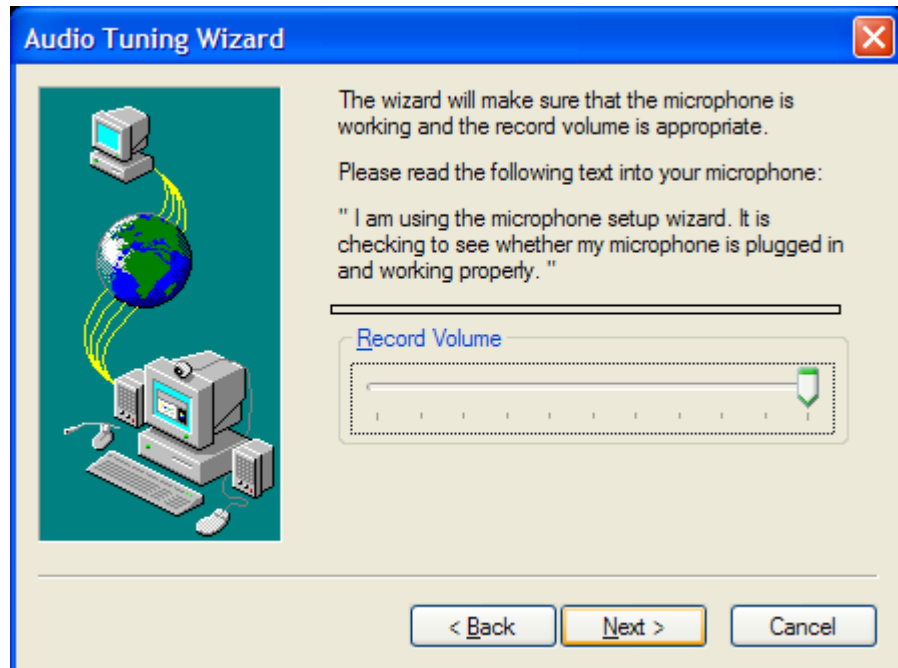 Audio Tuning Wizard
The wizard will make sure that the microphone is
working and the record volume is appropriate.
Please read the following text into your microphone:
" I am using the microphone setup wizard. It is
checking to see whether my microphone is plugged in
and working properly. "
Record Volume
< Back Next > Cancel